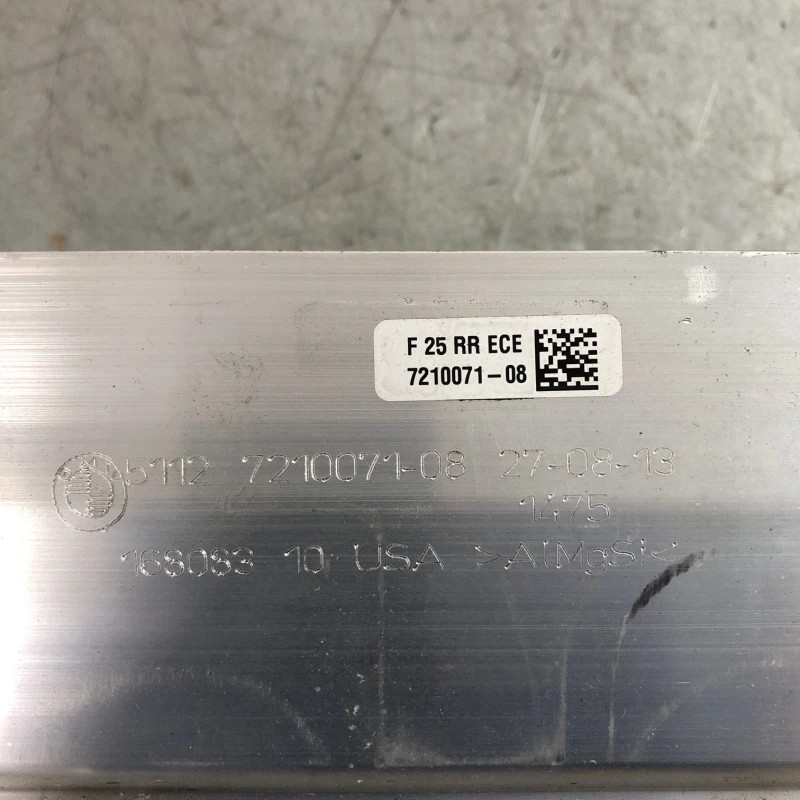 F 25 RR ECE
7210071-08
5112 7210071-08 27-08-13
1475
168083 10 USA >AlMgSi<